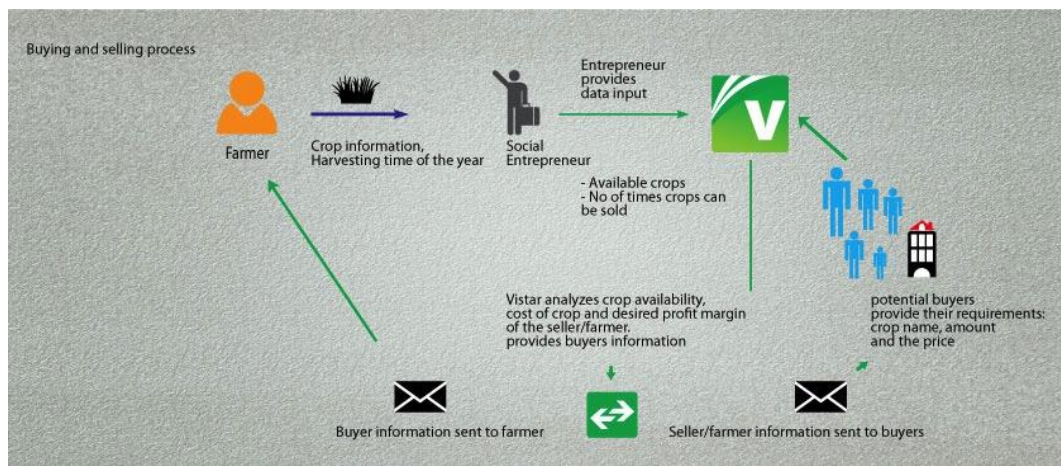 Buying and selling process
Farmer
Crop information,
Harvesting time of the year
Social
Entrepreneur
Entrepreneur
provides
data input
V
- Available crops
- No of times crops can
be sold
potential buyers
provide their requirements:
crop name, amount
and the price
Vistar analyzes crop availability,
cost of crop and desired profit margin
of the seller/farmer.
provides buyers information
Buyer information sent to farmer
Seller/farmer information sent to buyers